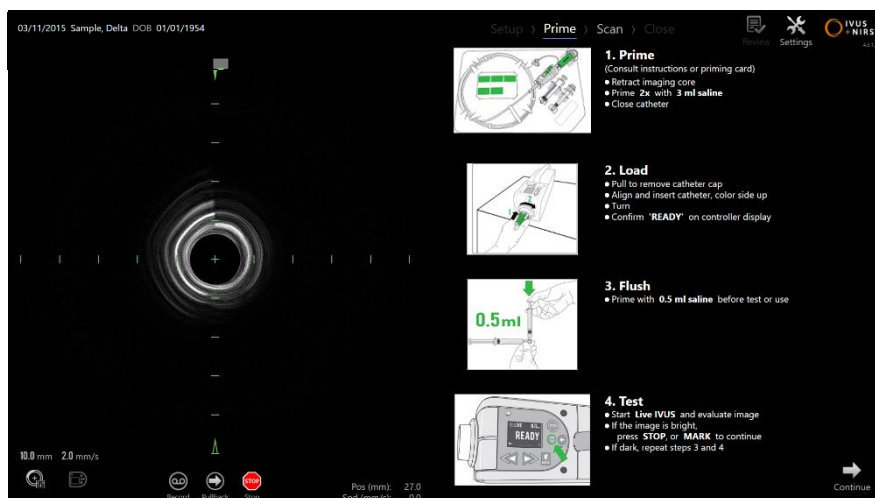 03/11/2015 Sample, Delta DOB 01/01/1954
Setup Prime Scan Close
Review
Settings
IVUS
+NIRS
1. Prime
(Consult instructions or priming card)
• Retract imaging core
• Prime 2x with 3 ml saline
• Close catheter
2. Load
• Pull to remove catheter cap
• Align and insert catheter, color side up
• Turn
• Confirm "READY" on controller display
3. Flush
• Prime with 0.5 ml saline before test or use
0.5ml
4. Test
• Start Live IVUS and evaluate image
• If the image is bright,
press STOP, or MARK to continue
• If dark, repeat steps 3 and 4
READY
10.0 mm 2.0 mm/s
STOP
Record Pullback Stop
Pos (mm): 27.0
Spd (mm/s): 0.0
Continue